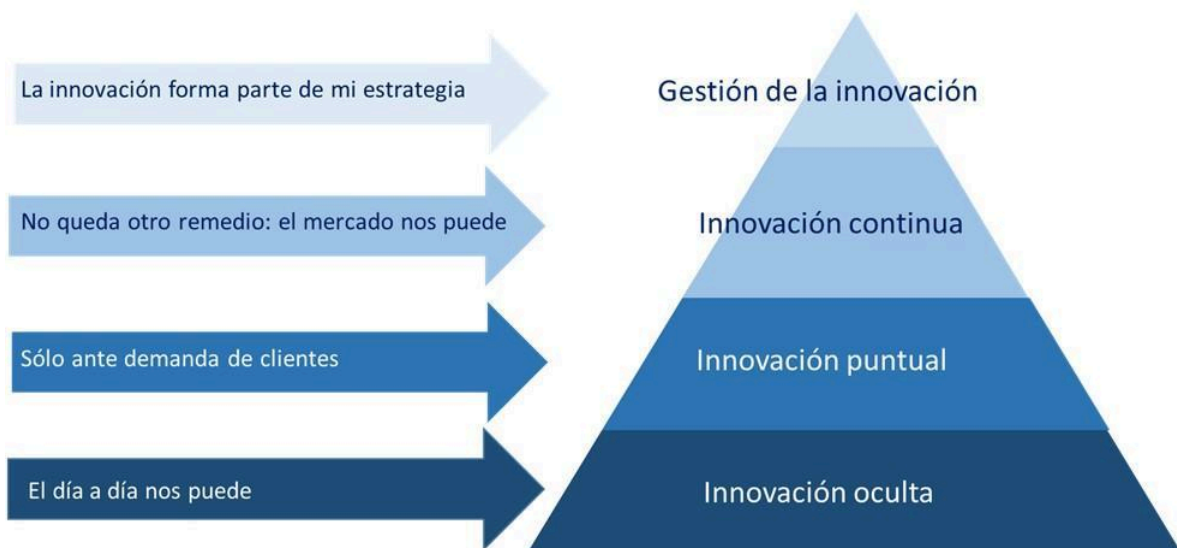 La innovación forma parte de mi estrategia
Gestión de la innovación
No queda otro remedio: el mercado nos puede
Innovación continua
Sólo ante demanda de clientes
Innovación puntual
El día a día nos puede
Innovación oculta